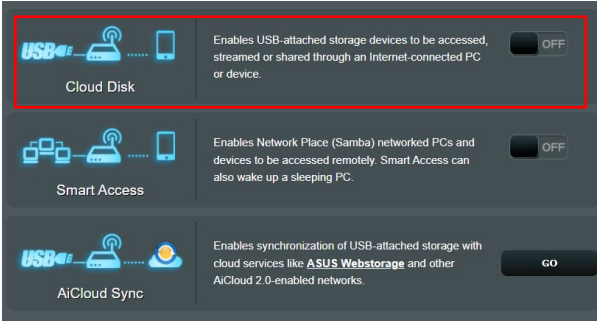 USB
Cloud Disk
Enables USB-attached storage devices to be accessed,
streamed or shared through an Internet-connected PC
or device.
OFF
Smart Access
Enables Network Place (Samba) networked PCs and
devices to be accessed remotely. Smart Access can
also wake up a sleeping PC.
OFF
USB
AiCloud Sync
Enables synchronization of USB-attached storage with
cloud services like ASUS Webstorage and other
AiCloud 2.0-enabled networks.
GO